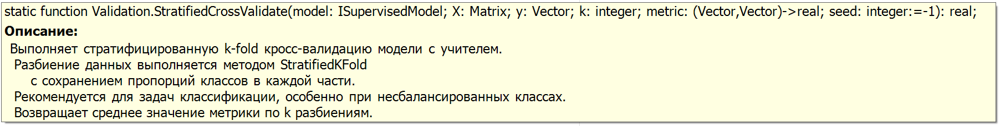 static function Validation.StratifiedCrossValidate(model: ISupervisedModel; X: Matrix; y: Vector; k: integer; metric: (Vector,Vector)->real; seed: integer:=-1): real;
Описание:
Выполняет стратифицированную k-fold кросс-валидацию модели с учителем.
Разбиение данных выполняется методом StratifiedKFold
с сохранением пропорций классов в каждой части.
Рекомендуется для задач классификации, особенно при несбалансированных классах.
Возвращает среднее значение метрики по k разбиениям.